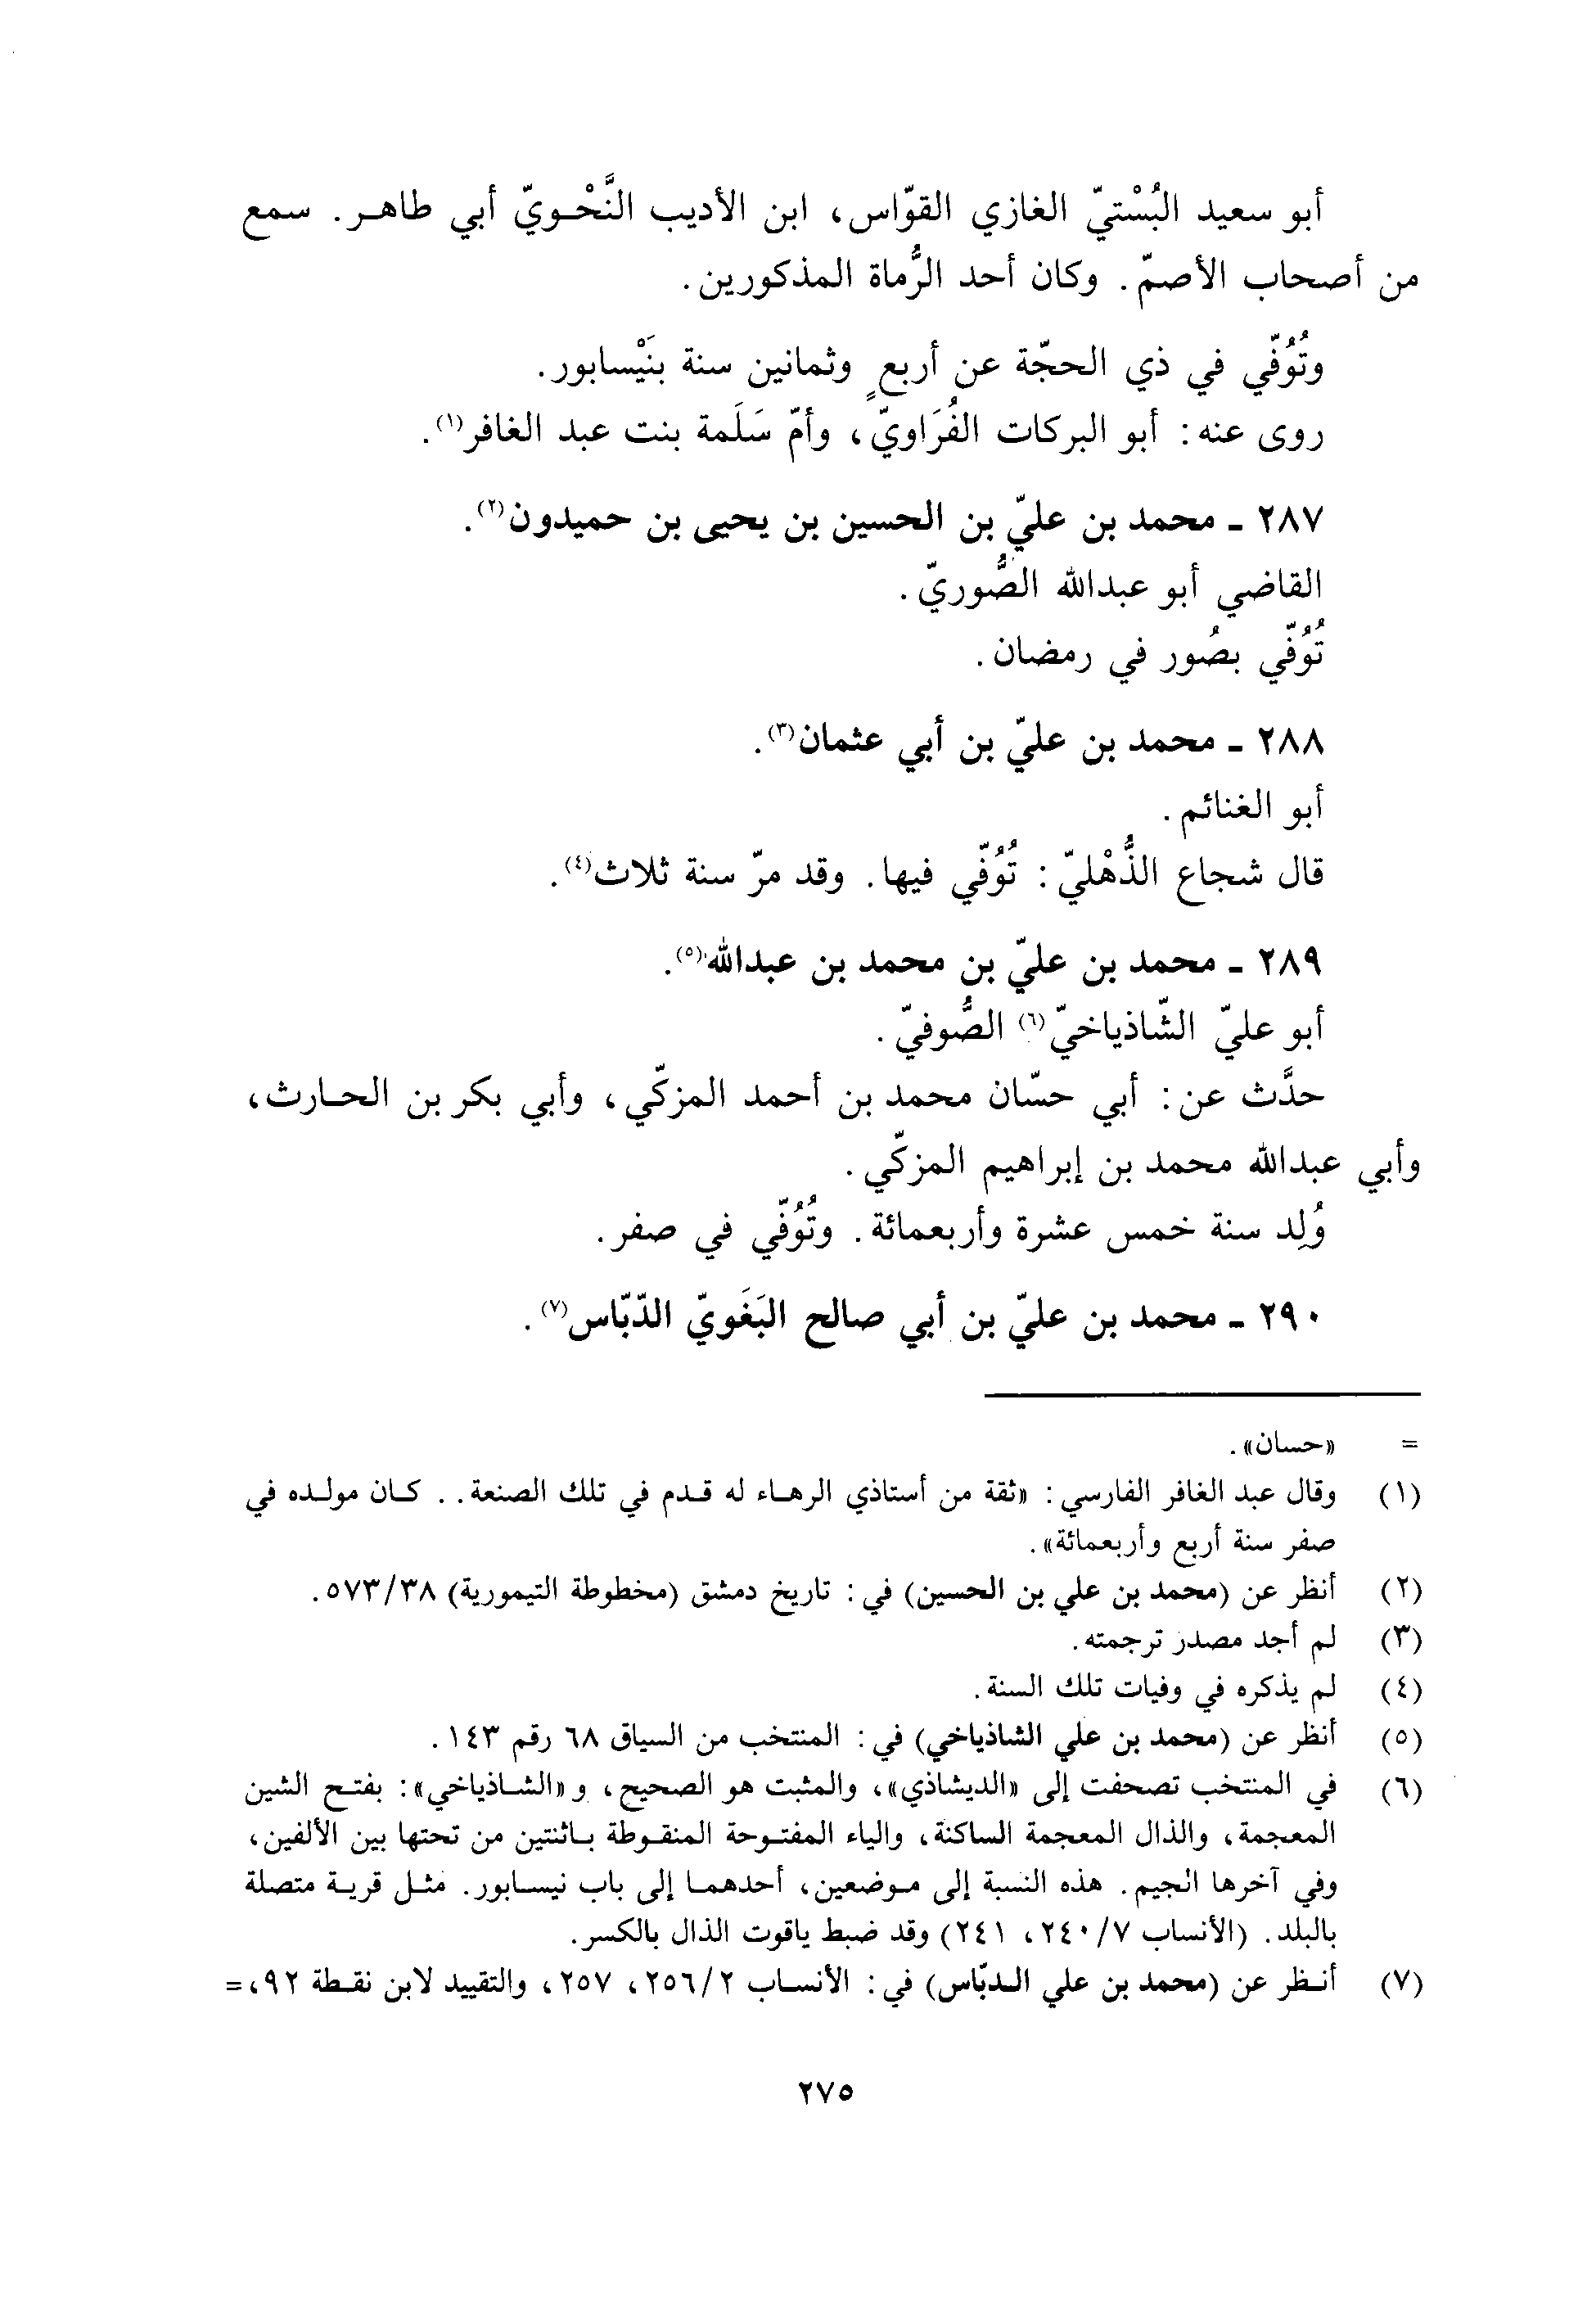 أبو سعيد البُسْتيّ الغازي القوّاس، ابن الأديب النَّحْويّ أبي طاهر. سمع
من أصحاب الأصمّ. وكان أحد الرُّماة المذكورين.
وتُوُفّي في ذي الحجّة عن أربعٍ وثمانين سنة بنَيْسابور.
روى عنه: أبو البركات الفُرَاويّ، وأمّ سَلَمة بنت عبد الغافر(١).
٢٨٧ - محمد بن عليّ بن الحسين بن يحيى بن حميدون(٢).
القاضي أبو عبدالله الصُّوريّ.
تُوُفّي بصُور في رمضان.
٢٨٨ - محمد بن عليّ بن أبي عثمان(٣).
أبو الغنائم.
قال شجاع الذُّهْليّ: تُوُفّي فيها. وقد مرّ سنة ثلاث(٤).
٢٨٩ - محمد بن عليّ بن محمد بن عبدالله(٥).
أبو عليّ الشّاذياخيّ(٦) الصُّوفيّ.
حدَّث عن: أبي حسّان محمد بن أحمد المزكّي، وأبي بكر بن الحارث،
وأبي عبدالله محمد بن إبراهيم المزكّي.
وُلِد سنة خمس عشرة وأربعمائة. وتُوُفّي في صفر.
٢٩٠ - محمد بن عليّ بن أبي صالح البَغَويّ الدّبّاس(٧).
= «حسان».
(١) وقال عبد الغافر الفارسي: «ثقة من أستاذي الرهاء له قدم في تلك الصنعة.. كان مولده في
صفر سنة أربع وأربعمائة».
(٢) أنظر عن (محمد بن علي بن الحسين) في: تاريخ دمشق (مخطوطة التيمورية) ٥٧٣/٣٨.
(٣) لم أجد مصدر ترجمته.
(٤) لم يذكره في وفيات تلك السنة.
(٥) أنظر عن (محمد بن علي الشاذياخي) في: المنتخب من السياق ٦٨ رقم ١٤٣.
(٦) في المنتخب تصحفت إلى «الديشاذي»، والمثبت هو الصحيح، و«الشاذياخي»: بفتح الشين
المعجمة، والذال المعجمة الساكنة، والياء المفتوحة المنقوطة باثنتين من تحتها بين الألفين،
وفي آخرها الجيم. هذه النسبة إلى موضعين، أحدهما إلى باب نيسابور. مثل قرية متصلة
بالبلد. (الأنساب ٢٤٠/٧، ٢٤١) وقد ضبط ياقوت الذال بالكسر.
(٧) أنظر عن (محمد بن علي الدبّاس) في: الأنساب ٢٥٦/٢، ٢٥٧، والتقييد لابن نقطة ٩٢،=
٢٧٥